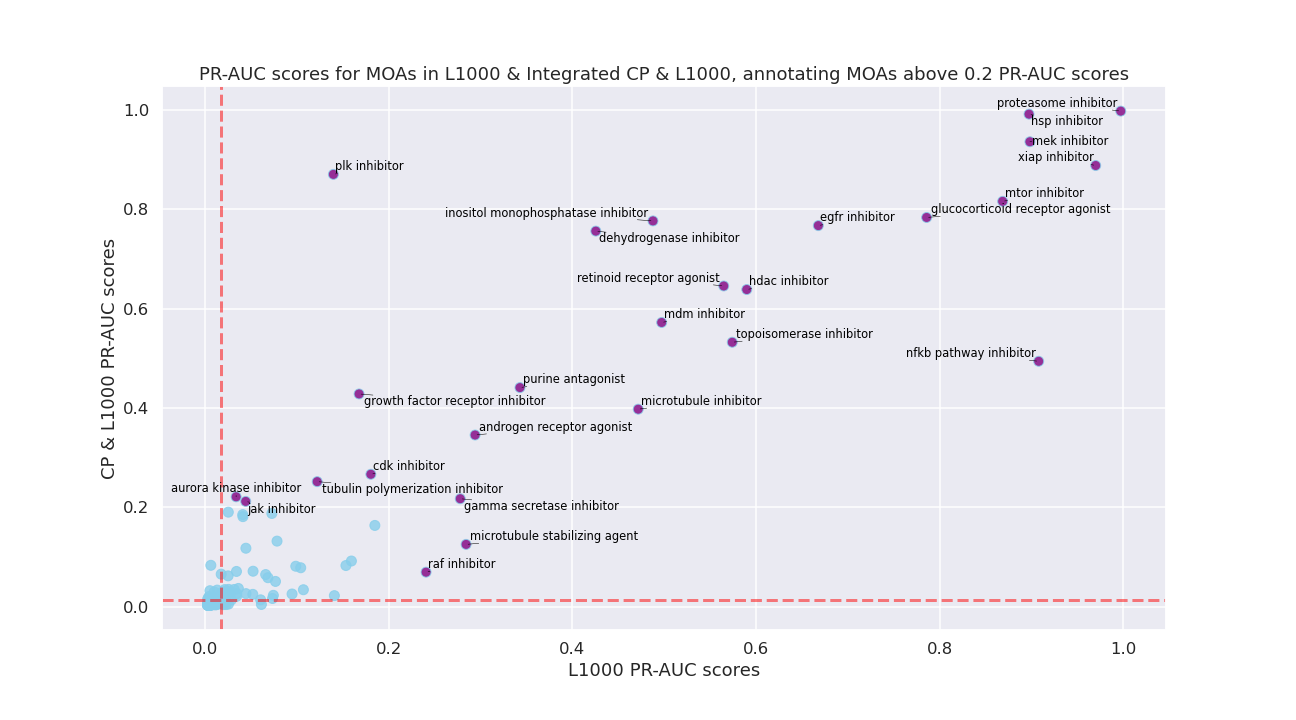 PR-AUC scores for MOAs in L1000 & Integrated CP & L1000, annotating MOAs above 0.2 PR-AUC scores
CP & L1000 PR-AUC scores
1.0
0.8
0.6
0.4
0.2
0.0
proteasome inhibitor
hsp inhibitor
mek inhibitor
xiap inhibitor
plk inhibitor
mtor inhibitor
glucocorticoid receptor agonist
inositol monophosphatase inhibitor
egfr inhibitor
dehydrogenase inhibitor
retinoid receptor agonist
hdac inhibitor
mdm inhibitor
topoisomerase inhibitor
nfkb pathway inhibitor
purine antagonist
growth factor receptor inhibitor
microtubule inhibitor
androgen receptor agonist
cdk inhibitor
aurora kinase inhibitor
tubulin polymerization inhibitor
jak inhibitor
gamma secretase inhibitor
microtubule stabilizing agent
raf inhibitor
0.0
0.2
0.4
0.6
0.8
1.0
L1000 PR-AUC scores